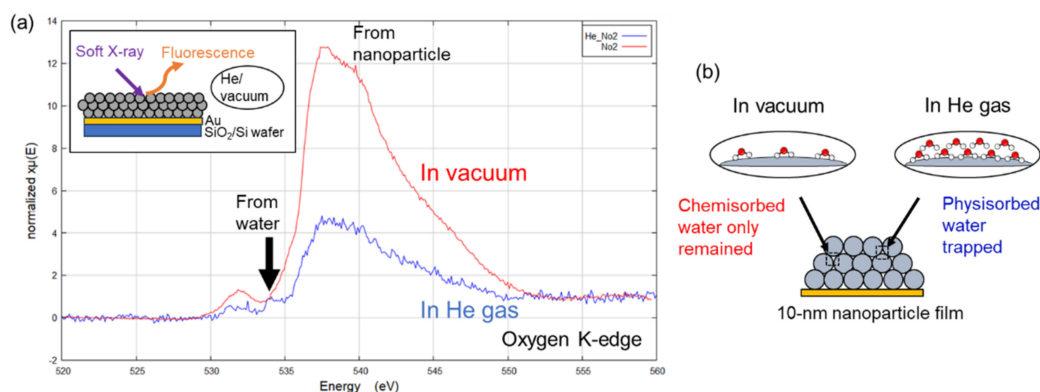 (a)
normalized xμ(E)
14
12
10
8
6
4
2
0
-2
520
525
530
535
540
545
550
555
560
Energy (eV)
He_No2
No2
Soft X-ray
Fluorescence
He/
vacuum
Au
SiO2/Si wafer
From
nanoparticle
In vacuum
From
water
In He gas
Oxygen K-edge
(b)
In vacuum
In He gas
Chemisorbed
water only
remained
Physisorbed
water
trapped
10-nm nanoparticle film